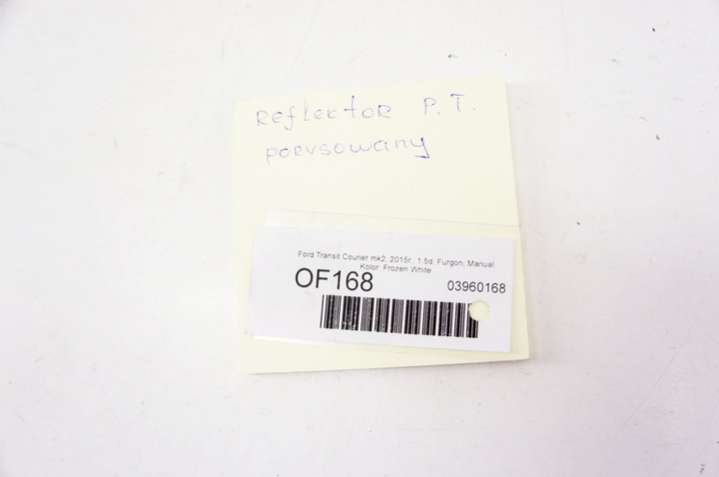 Reflektor P.T.
porysowany
Ford Transit Courier mk2, 2015r., 1.5d, Furgon, Manual
Kolor: Frozen White
OF168
03960168